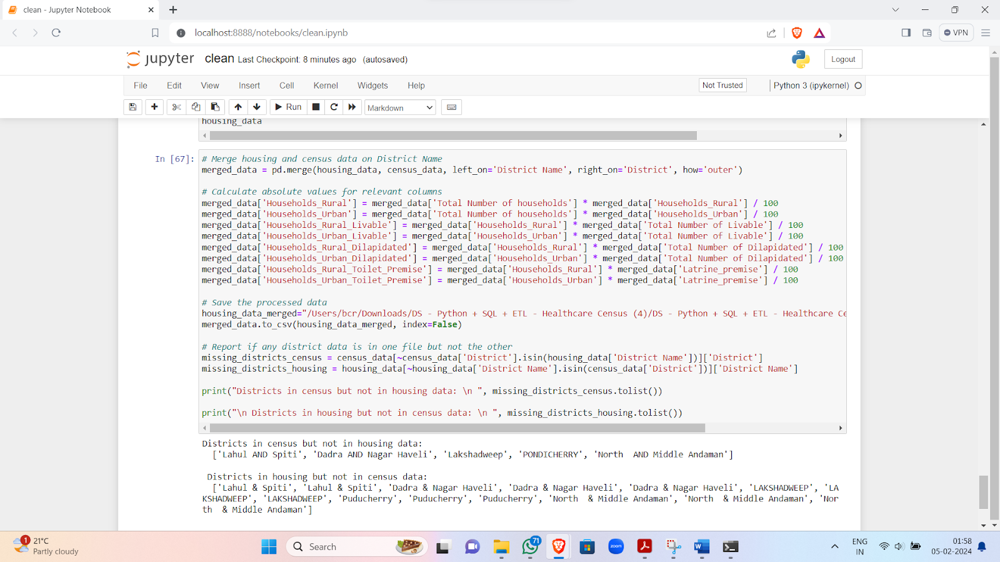 clean - Jupyter Notebook
localhost:8888/notebooks/clean.ipynb
VPN
jupyter clean Last Checkpoint: 8 minutes ago (autosaved)
Logout
File Edit View Insert Cell Kernel Widgets Help
Not Trusted
Python 3 (ipykernel)
Run
Markdown
housing_data
In [67]:
# Merge housing and census data on District Name
merged_data = pd.merge(housing_data, census_data, left_on='District Name', right_on='District', how='outer')
# Calculate absolute values for relevant columns
merged_data['Households_Rural'] = merged_data['Total Number of households'] * merged_data['Households_Rural'] / 100
merged_data['Households_Urban'] = merged_data['Total Number of households'] * merged_data['Households_Urban'] / 100
merged_data['Households_Rural_Livable'] = merged_data['Households_Rural'] * merged_data['Total Number of Livable'] / 100
merged_data['Households_Urban_Livable'] = merged_data['Households_Urban'] * merged_data['Total Number of Livable'] / 100
merged_data['Households_Rural_Dilapidated'] = merged_data['Households_Rural'] * merged_data['Total Number of Dilapidated'] / 100
merged_data['Households_Urban_Dilapidated'] = merged_data['Households_Urban'] * merged_data['Total Number of Dilapidated'] / 100
merged_data['Households_Rural_Toilet_Premise'] = merged_data['Households_Rural'] * merged_data['Latrine_premise'] / 100
merged_data['Households_Urban_Toilet_Premise'] = merged_data['Households_Urban'] * merged_data['Latrine_premise'] / 100
# Save the processed data
housing_data_merged="/Users/bcr/Downloads/DS - Python + SQL + ETL - Healthcare Census (4)/DS - Python + SQL + ETL - Healthcare Ce
merged_data.to_csv(housing_data_merged, index=False)
# Report if any district data is in one file but not the other
missing_districts_census = census_data[~census_data['District'].isin(housing_data['District Name'])]['District']
missing_districts_housing = housing_data[~housing_data['District Name'].isin(census_data['District'])]['District Name']
print("Districts in census but not in housing data: \n ", missing_districts_census.tolist())
print("\n Districts in housing but not in census data: \n ", missing_districts_housing.tolist())
Districts in census but not in housing data:
['Lahul AND Spiti', 'Dadra AND Nagar Haveli', 'Lakshadweep', 'PONDICHERRY', 'North  AND Middle Andaman']
Districts in housing but not in census data:
['Lahul & Spiti', 'Lahul & Spiti', 'Dadra & Nagar Haveli', 'Dadra & Nagar Haveli', 'Dadra & Nagar Haveli', 'LAKSHADWEEP', 'LA
KSHADWEEP', 'LAKSHADWEEP', 'Puducherry', 'Puducherry', 'Puducherry', 'North  & Middle Andaman', 'North  & Middle Andaman', 'Nor
th  & Middle Andaman']
1
21°C
Partly cloudy
Search
71
zoom
W
ENG
IN
01:58
05-02-2024